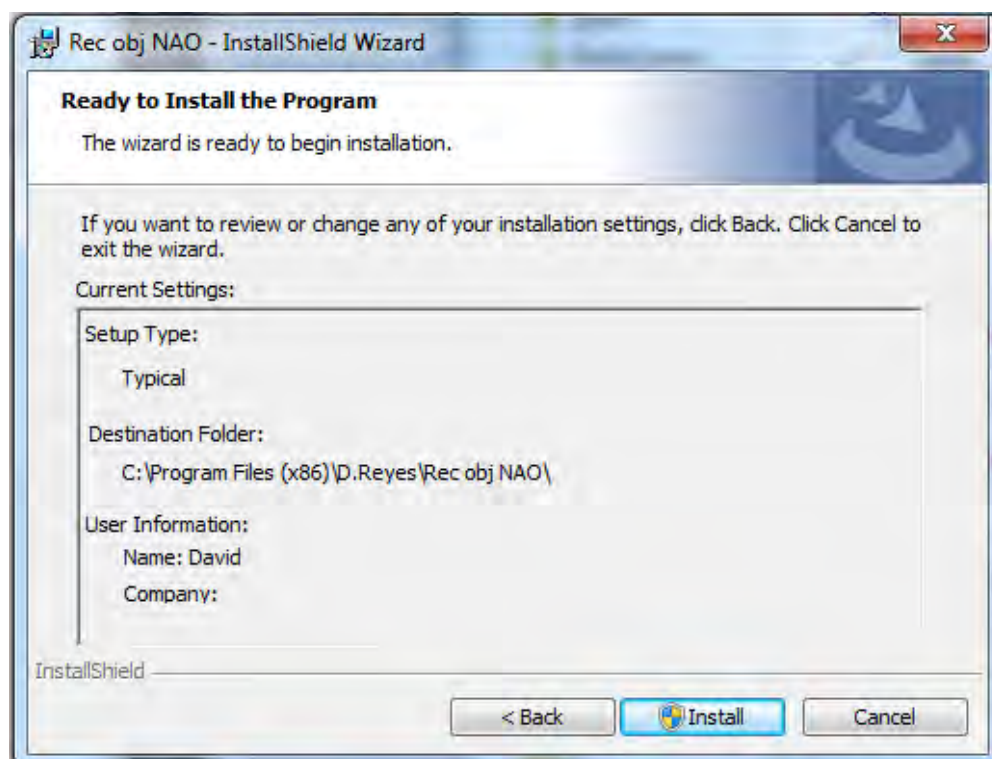 Rec obj NAO - InstallShield Wizard
Ready to Install the Program
The wizard is ready to begin installation.
If you want to review or change any of your installation settings, click Back. Click Cancel to
exit the wizard.
Current Settings:
Setup Type:
Typical
Destination Folder:
C:\Program Files (x86)\D.Reyes\Rec obj NAO\
User Information:
Name: David
Company:
InstallShield
< Back
Install
Cancel